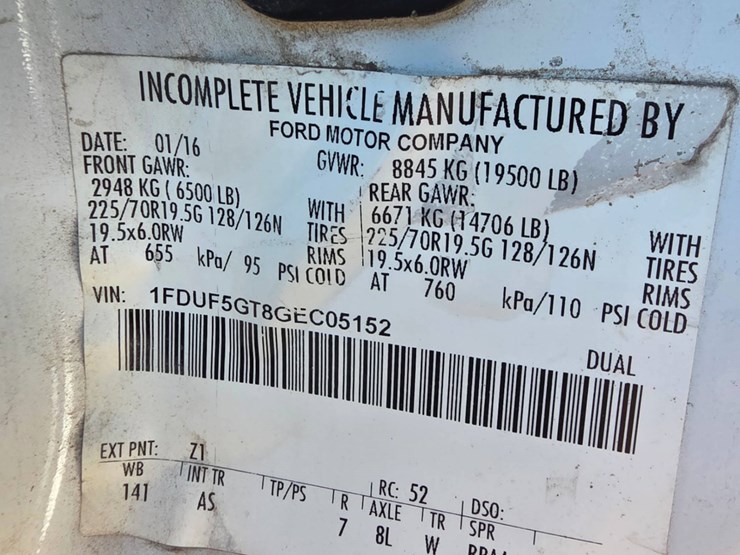 INCOMPLETE VEHICLE MANUFACTURED BY
FORD MOTOR COMPANY
DATE: 01/16 GVWR: 8845 KG (19500 LB)
FRONT GAWR: REAR GAWR:
2948 KG (6500 LB) WITH 6671 KG (14706 LB) WITH
225/70R19.5G 128/126N TIRES 225/70R19.5G 128/126N TIRES
19.5x6.0RW RIMS 19.5x6.0RW RIMS
AT 655 kPa/ 95 PSI COLD AT 760 kPa/110 PSI COLD
VIN: 1FDUF5GT8GEC05152
DUAL
EXT PNT: Z1 RC: 52 DSO:
WB INT TR TP/PS R AXLE TR SPR
141 AS 7 8L W